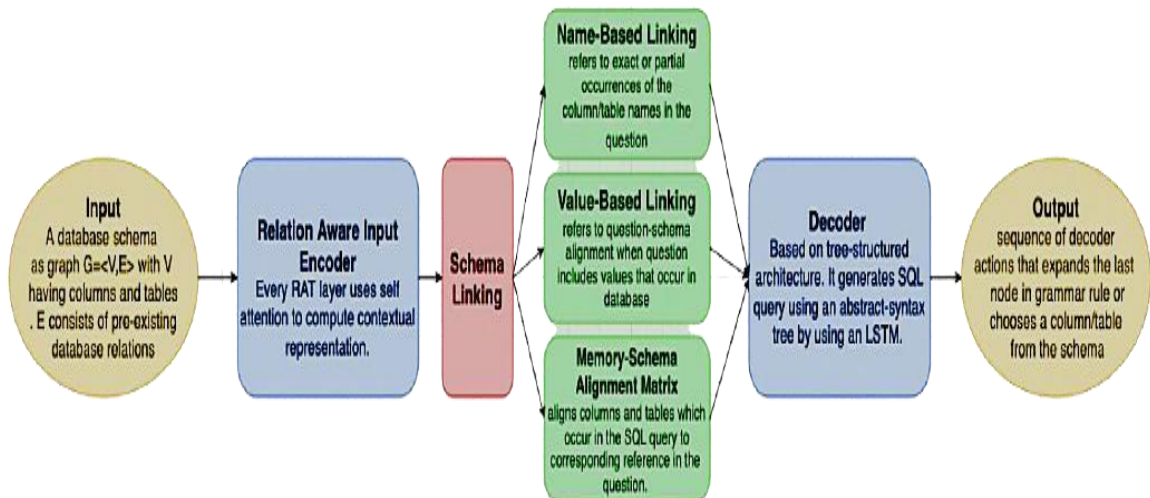 Input
A database schema
as graph G=<V,E> with V
having columns and tables
. E consists of pre-existing
database relations
Relation Aware Input
Encoder
Every RAT layer uses self
attention to compute contextual
representation.
Schema
Linking
Name-Based Linking
refers to exact or partial
occurrences of the
column/table names in the
question
Value-Based Linking
refers to question-schema
alignment when question
includes values that occur in
database
Memory-Schema
Alignment Matrix
aligns columns and tables which
occur in the SQL query to
corresponding reference in the
question.
Decoder
Based on tree-structured
architecture. It generates SQL
query using an abstract-syntax
tree by using an LSTM.
Output
sequence of decoder
actions that expands the last
node in grammar rule or
chooses a column/table
from the schema